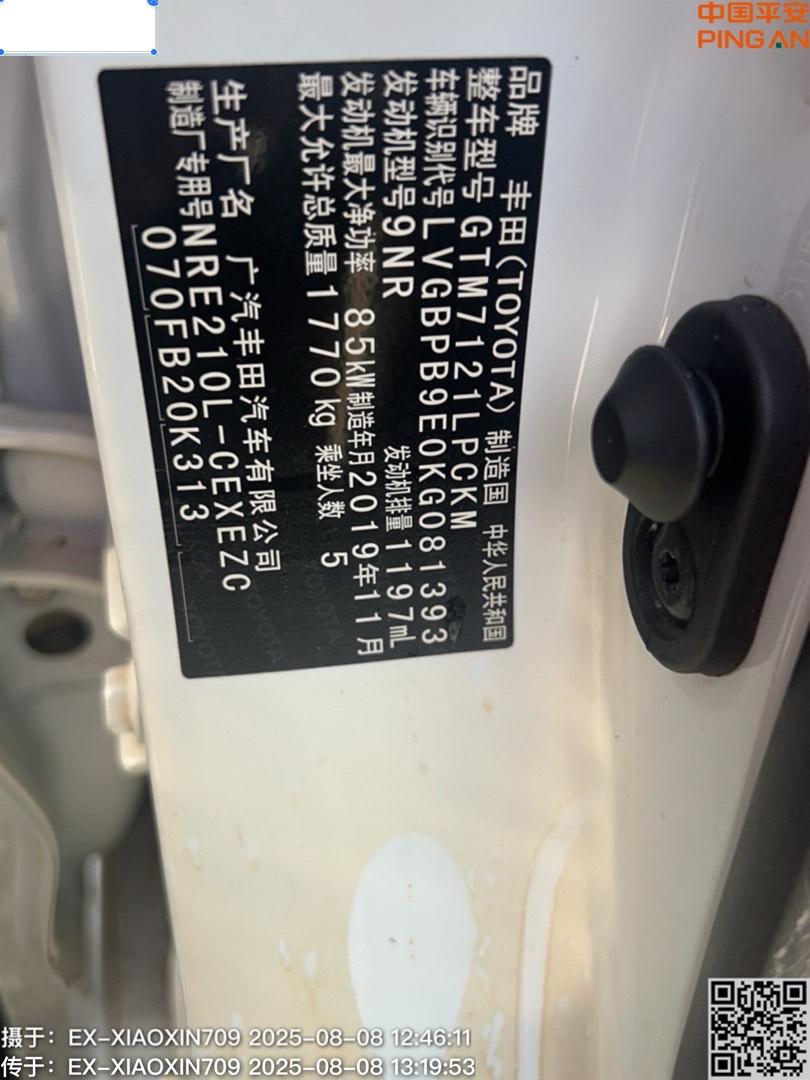 中国平安
PING AN
品牌 丰田(TOYOTA) 制造国 中华人民共和国
整车型号 GTM7121LPCKM
车辆识别代号 LVGBPB9E0KG081393
发动机型号 9NR 发动机排量 1197mL
发动机最大净功率 85kW 制造年月 2019年11月
最大允许总质量 1770kg 乘坐人数 5
生产厂名 广汽丰田汽车有限公司
制造厂专用号 NRE210L-CEXEZC
070FB20K313
摄于: EX-XIAOXIN709 2025-08-08 12:46:11
传于: EX-XIAOXIN709 2025-08-08 13:19:53